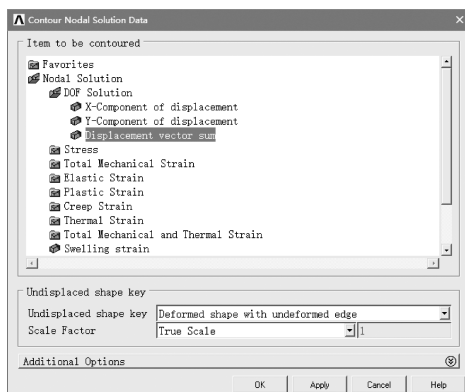 Contour Nodal Solution Data
Item to be contoured
Favorites
Nodal Solution
DOF Solution
X-Component of displacement
Y-Component of displacement
Displacement vector sum
Stress
Total Mechanical Strain
Elastic Strain
Plastic Strain
Creep Strain
Thermal Strain
Total Mechanical and Thermal Strain
Swelling strain
Undisplaced shape key
Undisplaced shape key Deformed shape with undeformed edge
Scale Factor True Scale 1
Additional Options
OK Apply Cancel Help